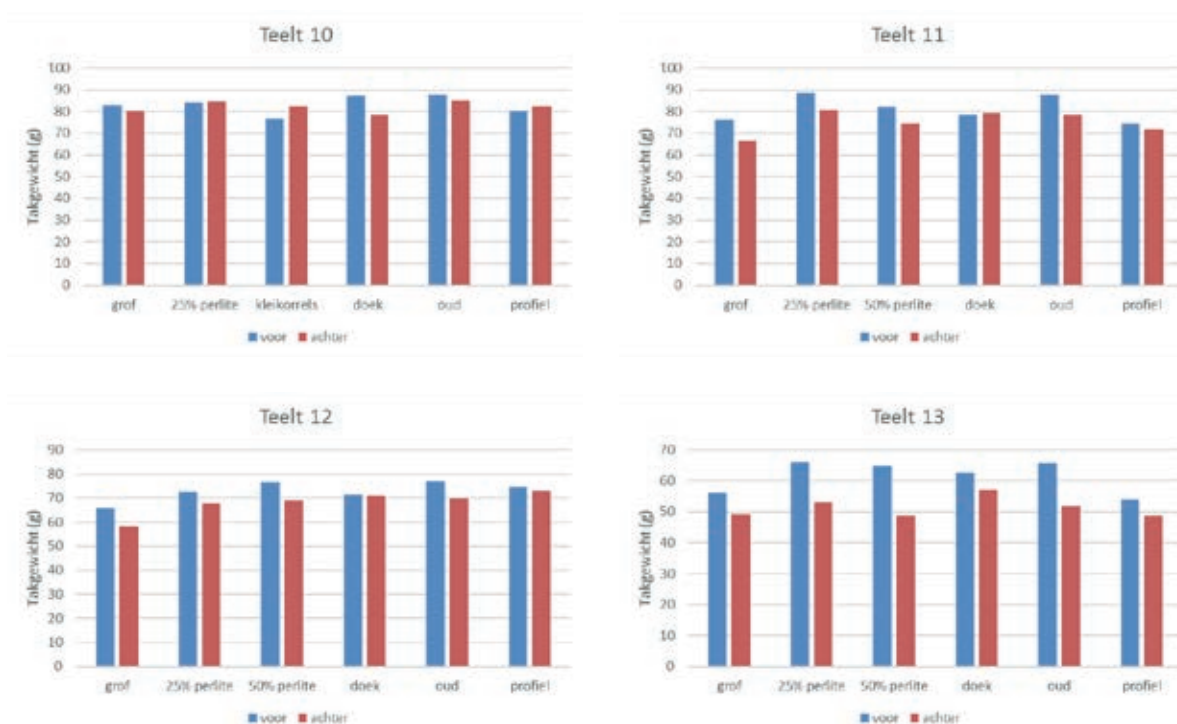 Teelt 10
Takgewicht (g)
100
90
80
70
60
50
40
30
20
10
0
grof 25% perlite kleikorrels doek oud profiel
voor achter
Teelt 11
Takgewicht (g)
100
90
80
70
60
50
40
30
20
10
0
grof 25% perlite 50% perlite doek oud profiel
voor achter
Teelt 12
Takgewicht (g)
90
80
70
60
50
40
30
20
10
0
grof 25% perlite 50% perlite doek oud profiel
voor achter
Teelt 13
Takgewicht (g)
70
60
50
40
30
20
10
0
grof 25% perlite 50% perlite doek oud profiel
voor achter